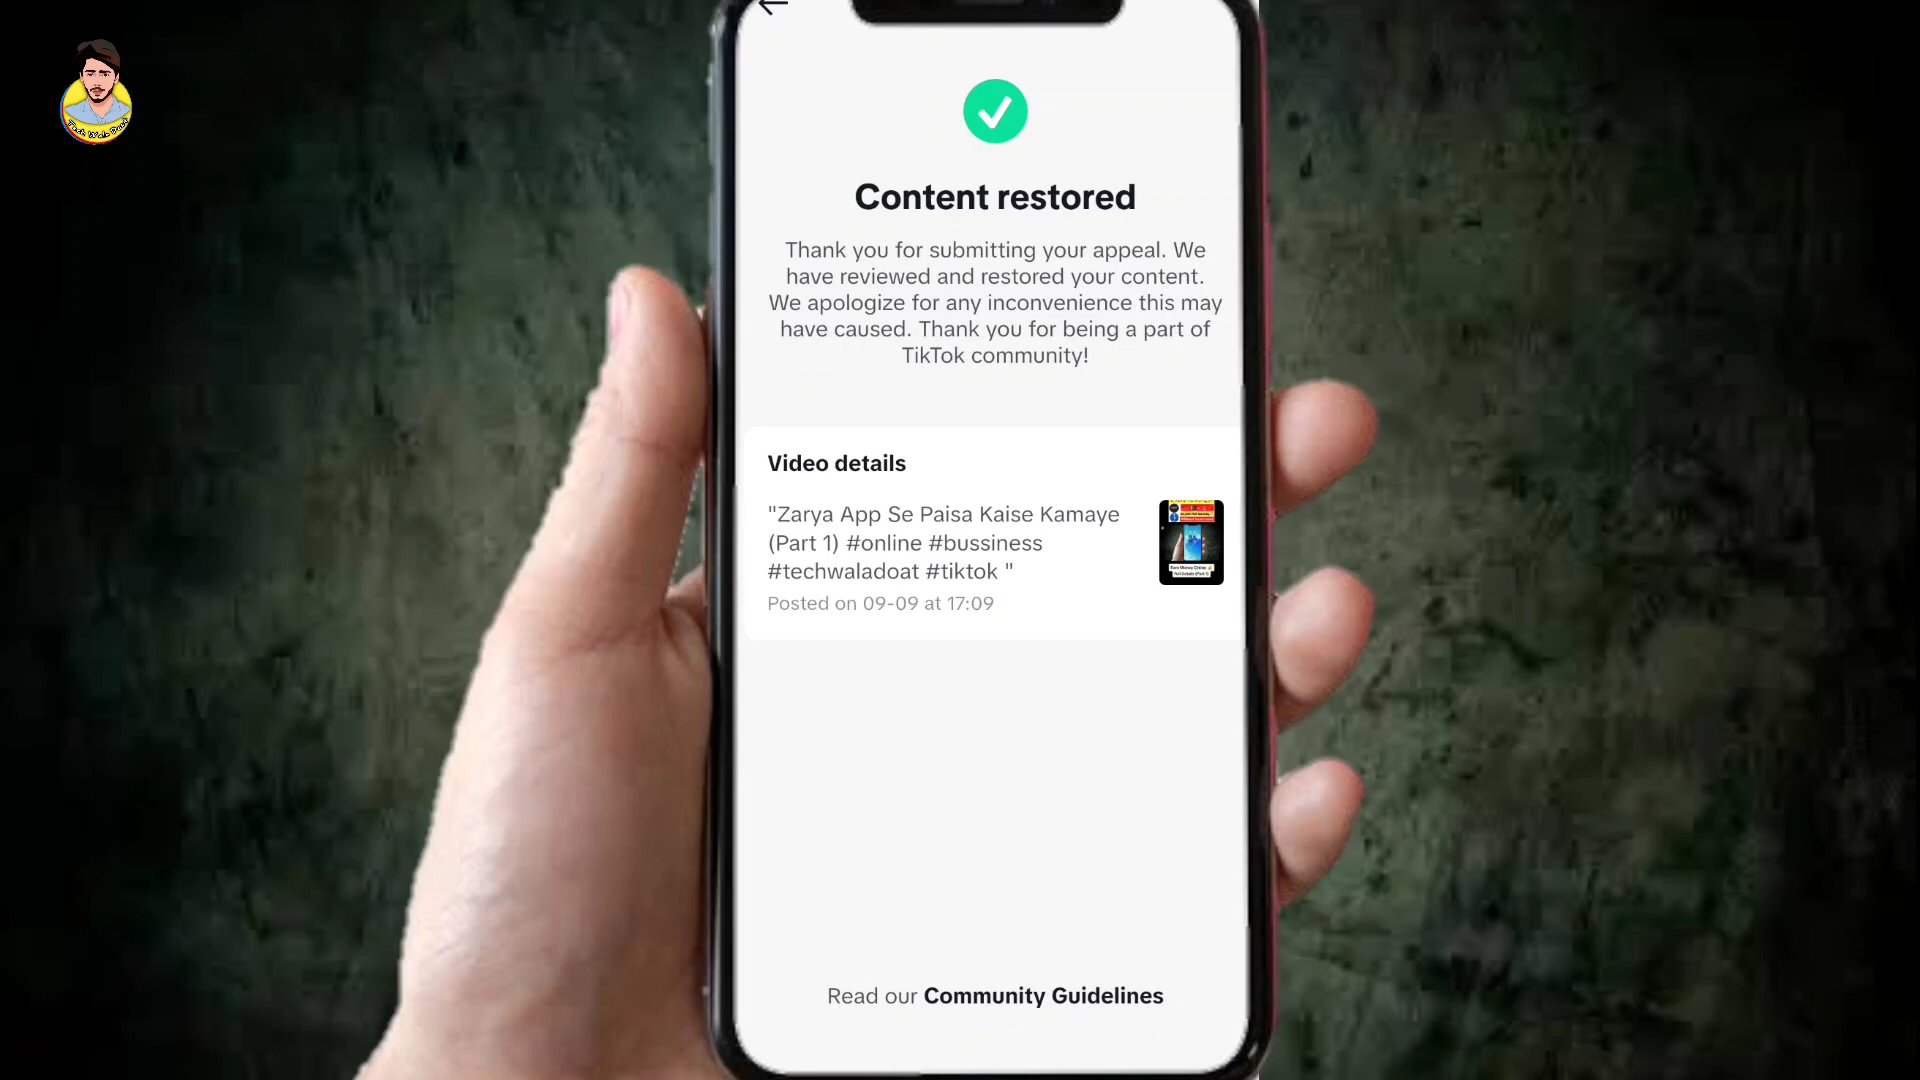 Tech Wala Doat
Content restored
Thank you for submitting your appeal. We
have reviewed and restored your content.
We apologize for any inconvenience this may
have caused. Thank you for being a part of
TikTok community!
Video details
"Zarya App Se Paisa Kaise Kamaye
(Part 1) #online #bussiness
#techwaladoat #tiktok "
Posted on 09-09 at 17:09
Read our Community Guidelines